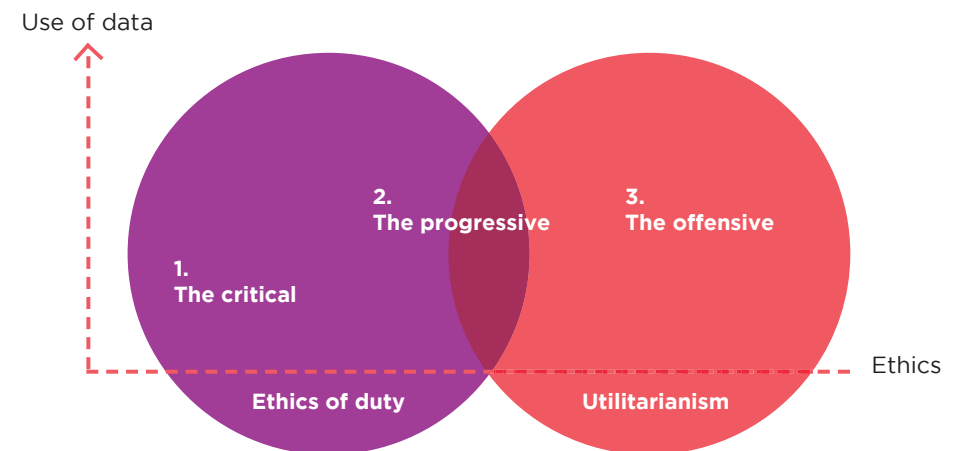 Use of data
2.
The progressive
3.
The offensive
1.
The critical
Ethics
Ethics of duty
Utilitarianism